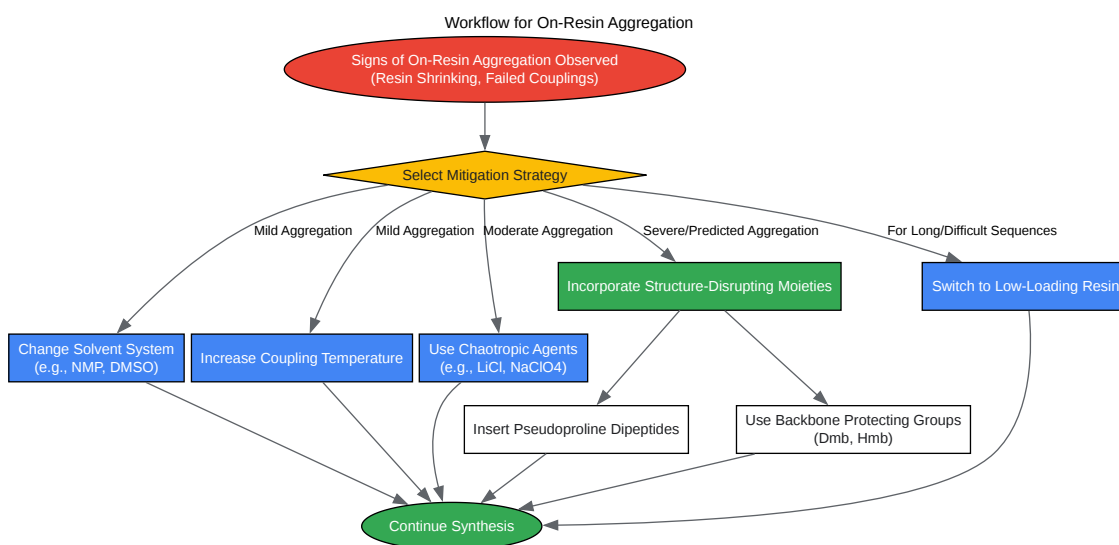 Workflow for On-Resin Aggregation
Signs of On-Resin Aggregation Observed
(Resin Shrinking, Failed Couplings)
Select Mitigation Strategy
Mild Aggregation
Mild Aggregation
Moderate Aggregation
Severe/Predicted Aggregation
For Long/Difficult Sequences
Incorporate Structure-Disrupting Moieties
Switch to Low-Loading Resin
Change Solvent System
(e.g., NMP, DMSO)
Increase Coupling Temperature
Use Chaotropic Agents
(e.g., LiCl, NaClO4)
Insert Pseudoproline Dipeptides
Use Backbone Protecting Groups
(Dmb, Hmb)
Continue Synthesis